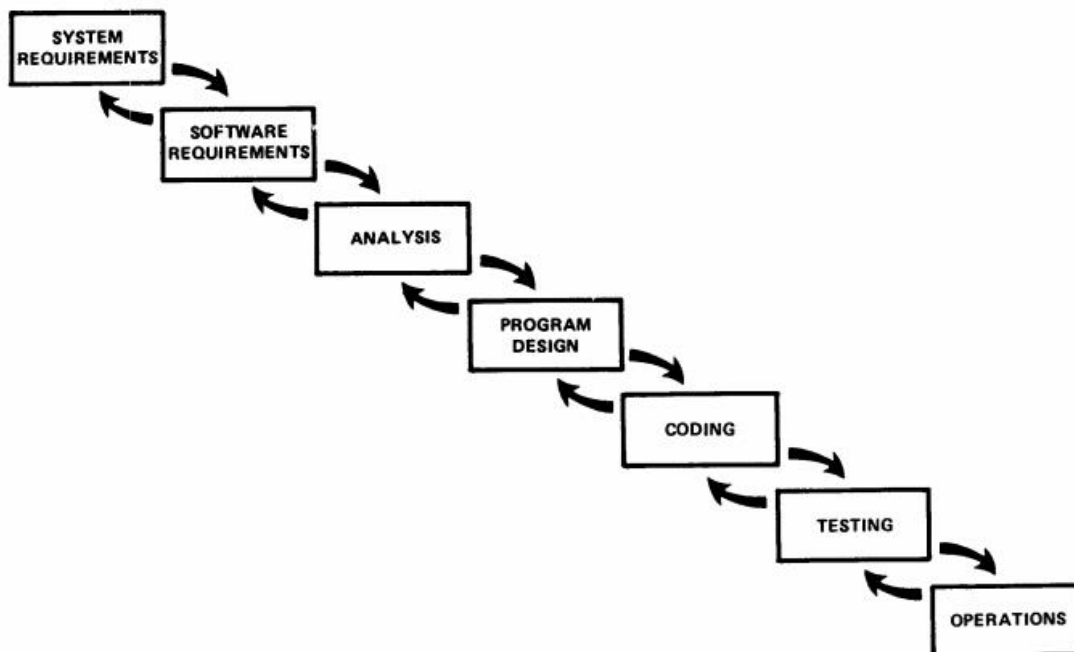 SYSTEM
REQUIREMENTS
SOFTWARE
REQUIREMENTS
ANALYSIS
PROGRAM
DESIGN
CODING
TESTING
OPERATIONS